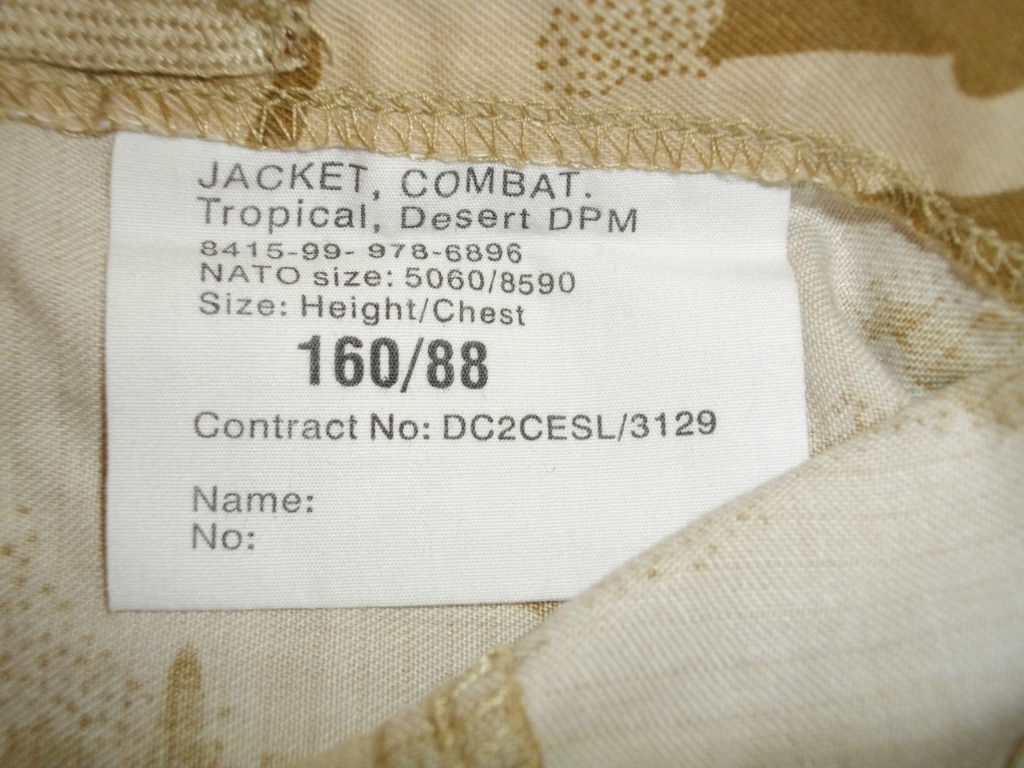 JACKET, COMBAT.
Tropical, Desert DPM
8415-99- 978-6896
NATO size: 5060/8590
Size: Height/Chest
160/88
Contract No: DC2CESL/3129
Name:
No: